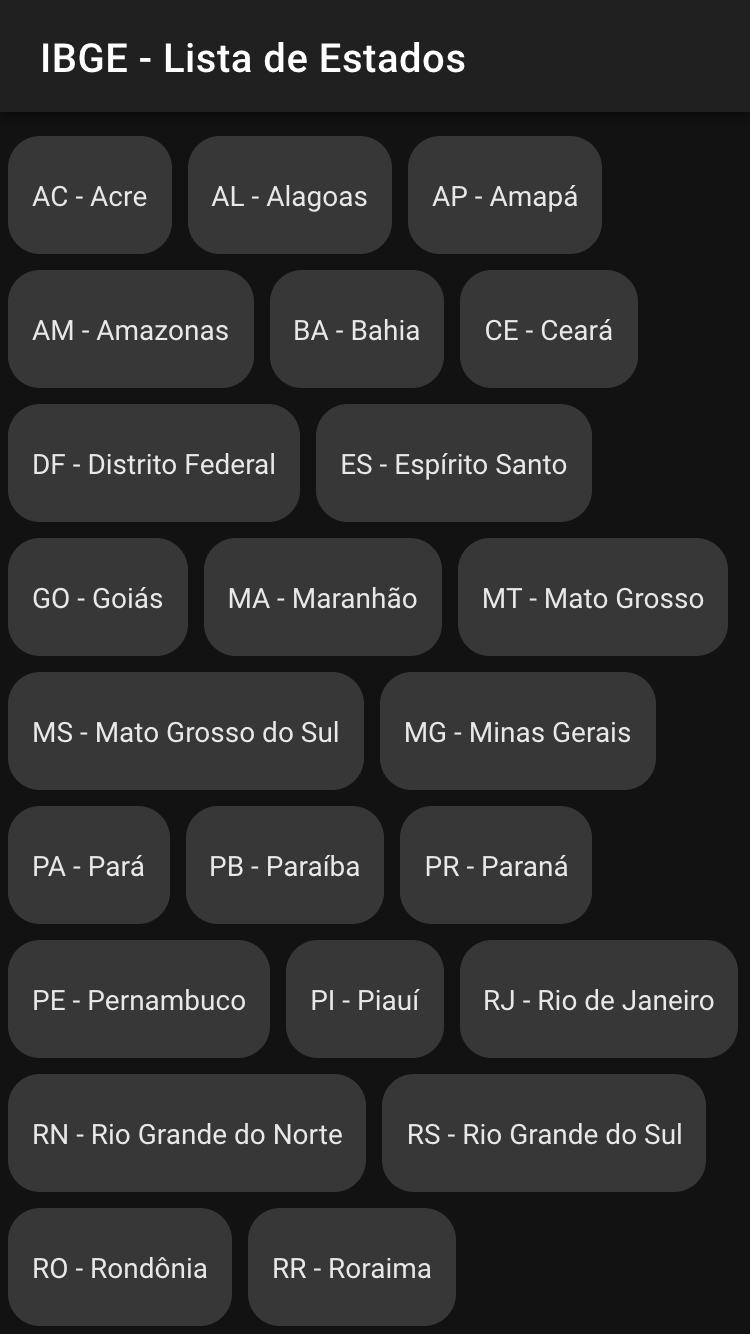 IBGE - Lista de Estados
AC - Acre
AL - Alagoas
AP - Amapá
AM - Amazonas
BA - Bahia
CE - Ceará
DF - Distrito Federal
ES - Espírito Santo
GO - Goiás
MA - Maranhão
MT - Mato Grosso
MS - Mato Grosso do Sul
MG - Minas Gerais
PA - Pará
PB - Paraíba
PR - Paraná
PE - Pernambuco
PI - Piauí
RJ - Rio de Janeiro
RN - Rio Grande do Norte
RS - Rio Grande do Sul
RO - Rondônia
RR - Roraima